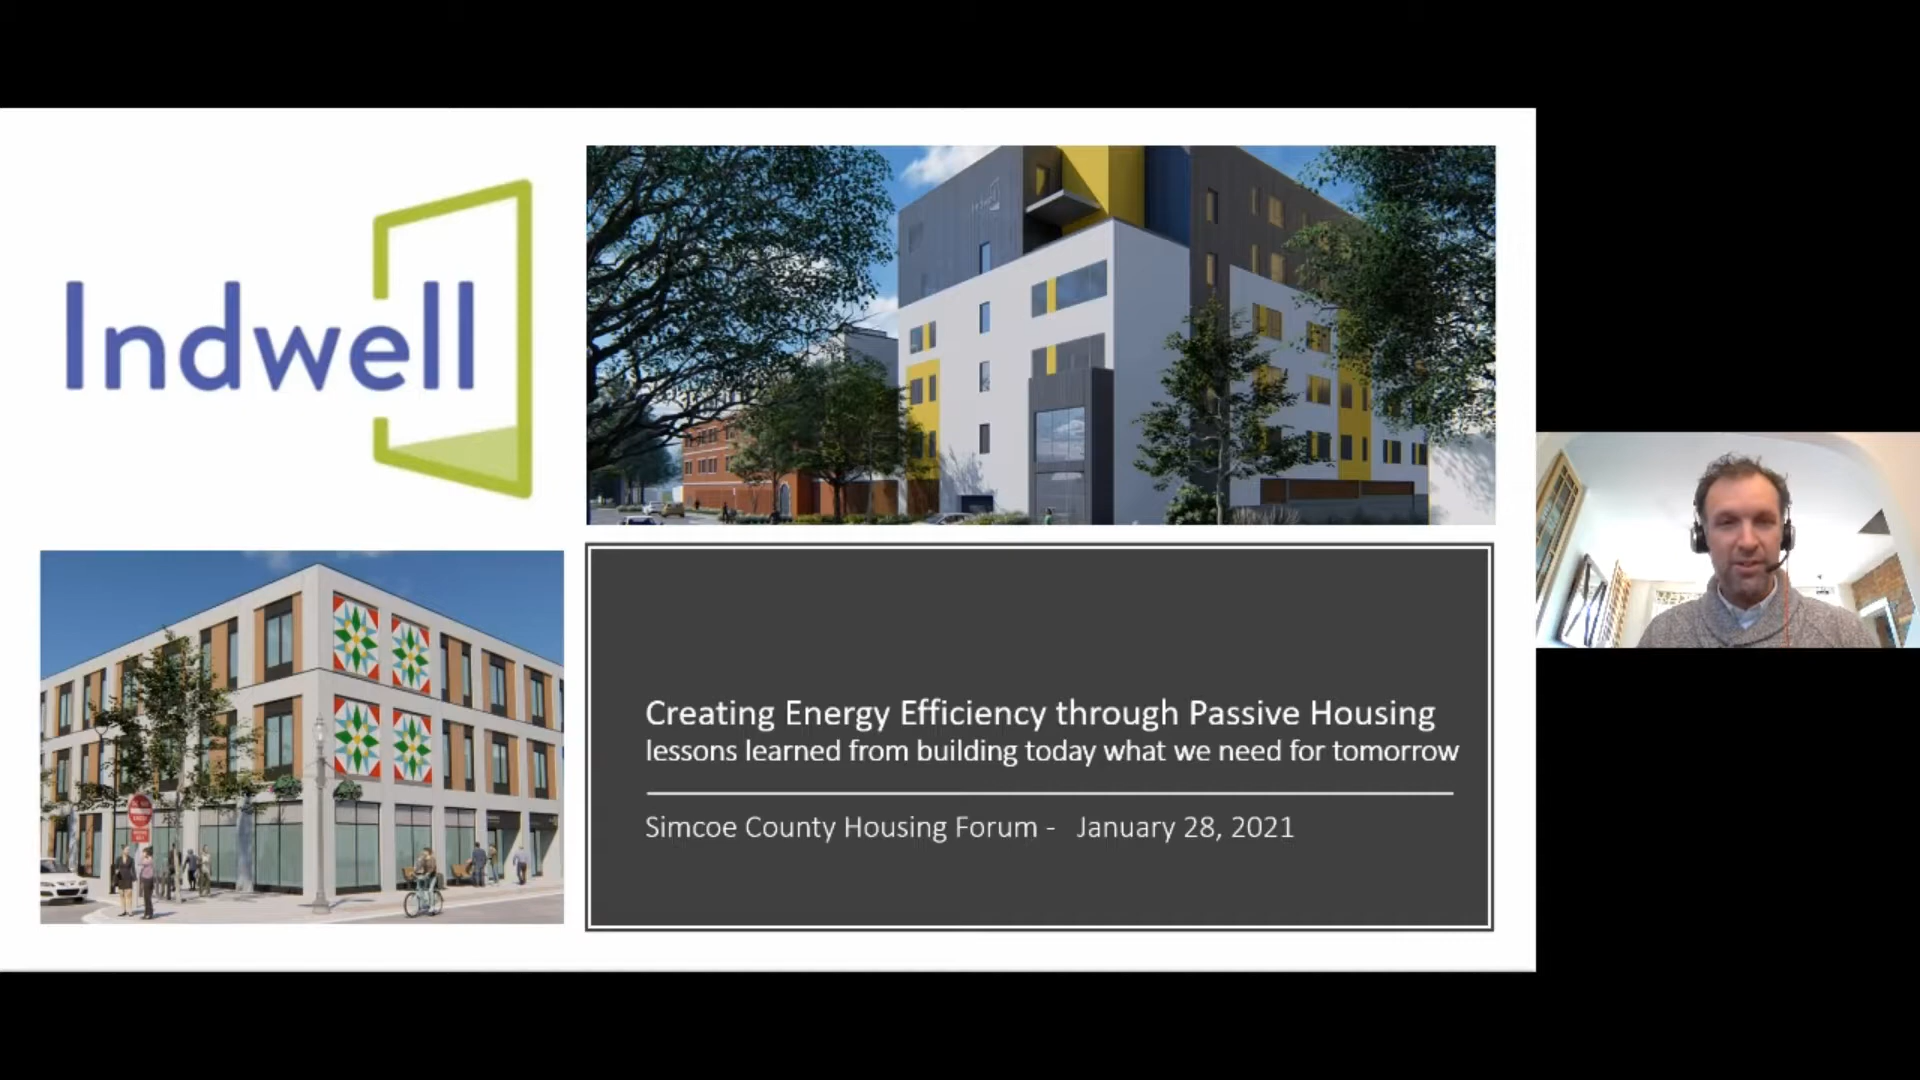 Indwell
Creating Energy Efficiency through Passive Housing
lessons learned from building today what we need for tomorrow
Simcoe County Housing Forum - January 28, 2021